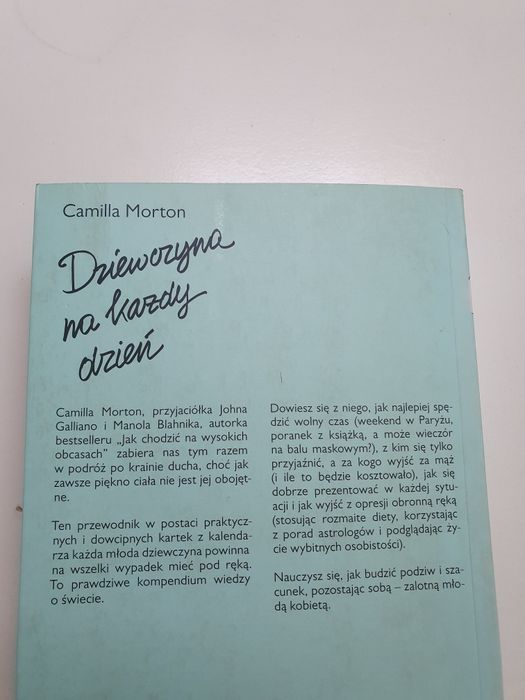 Camilla Morton
Dziewczyna
na każdy
dzień
Camilla Morton, przyjaciółka Johna
Galliano i Manola Blahnika, autorka
bestselleru „Jak chodzić na wysokich
obcasach” zabiera nas tym razem
w podróż po krainie ducha, choć jak
zawsze piękno ciała nie jest jej obojęt-
ne.
Ten przewodnik w postaci praktycz-
nych i dowcipnych kartek z kalenda-
rza każda młoda dziewczyna powinna
na wszelki wypadek mieć pod ręką.
To prawdziwe kompendium wiedzy
o świecie.
Dowiesz się z niego, jak najlepiej spę-
dzić wolny czas (weekend w Paryżu,
poranek z książką, a może wieczór
na balu maskowym?), z kim się tylko
przyjaźnić, a za kogo wyjść za mąż
(i ile to będzie kosztowało), jak się
dobrze prezentować w każdej sytu-
acji i jak wyjść z opresji obronną ręką
(stosując rozmaite diety, korzystając
z porad astrologów i podglądając ży-
cie wybitnych osobistości).
Nauczysz się, jak budzić podziw i sza-
cunek, pozostając sobą – zalotną mło-
dą kobietą.